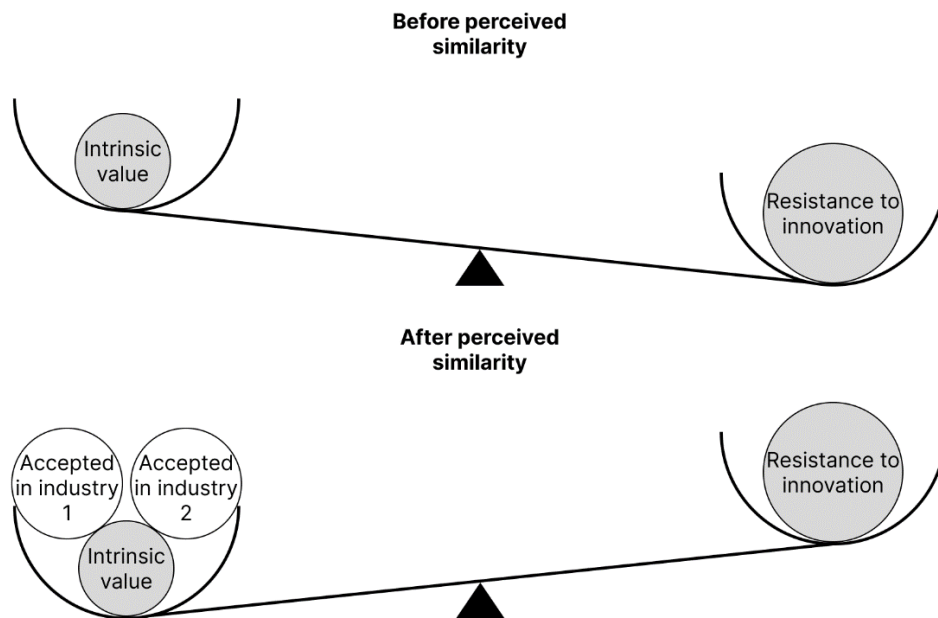 Before perceived
similarity
Intrinsic
value
Resistance to
innovation
After perceived
similarity
Accepted
in industry
1
Accepted
in industry
2
Intrinsic
value
Resistance to
innovation